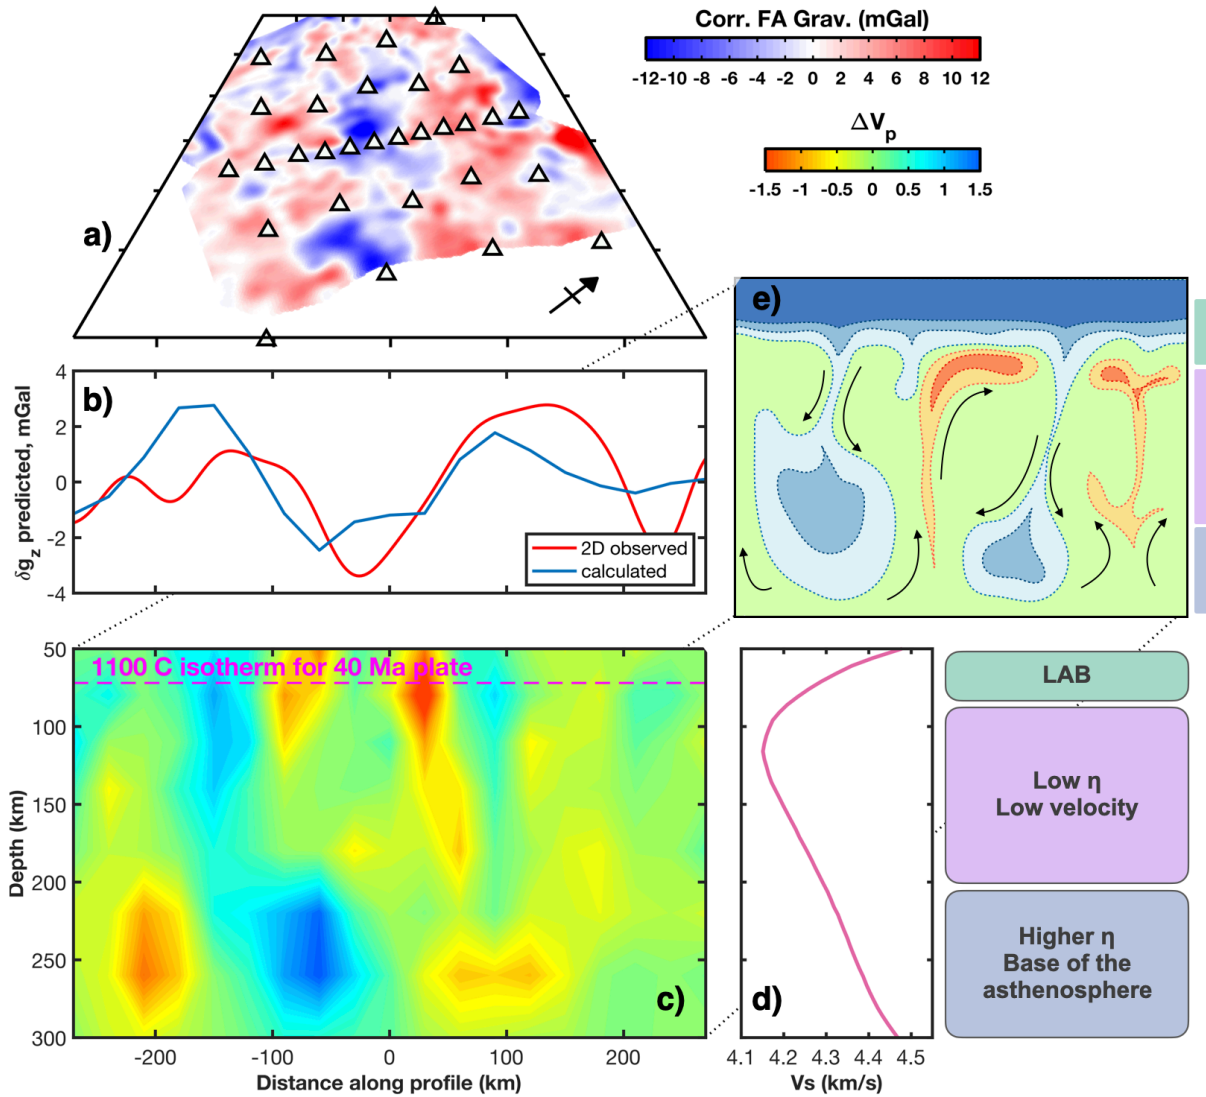 Corr. FA Grav. (mGal)
-12 -10 -8 -6 -4 -2 0 2 4 6 8 10 12
ΔVp
-1.5 -1 -0.5 0 0.5 1 1.5
a)
e)
b)
4
2
0
-2
-4
δgz predicted, mGal
2D observed
calculated
1100 C isotherm for 40 Ma plate
50
100
150
200
250
300
Depth (km)
c)
-200 -100 0 100 200
Distance along profile (km)
d)
4.1 4.2 4.3 4.4 4.5
Vs (km/s)
LAB
Low η
Low velocity
Higher η
Base of the
asthenosphere